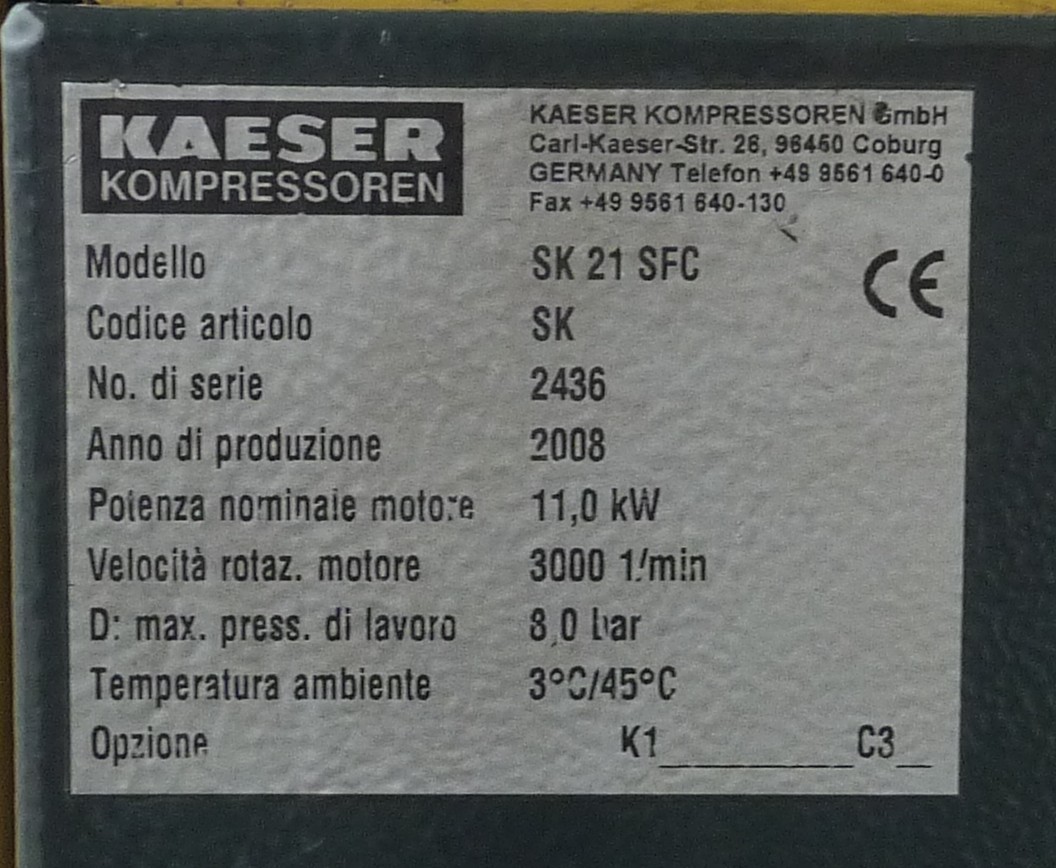 KAESER
KOMPRESSOREN
KAESER KOMPRESSOREN GmbH
Carl-Kaeser-Str. 26, 96450 Coburg
GERMANY Telefon +49 9561 640-0
Fax +49 9561 640-130
CE
Modello SK 21 SFC
Codice articolo SK
No. di serie 2436
Anno di produzione 2008
Potenza nominale motore 11,0 kW
Velocità rotaz. motore 3000 1/min
D: max. press. di lavoro 8,0 bar
Temperatura ambiente 3°C/45°C
Opzione K1__________C3__